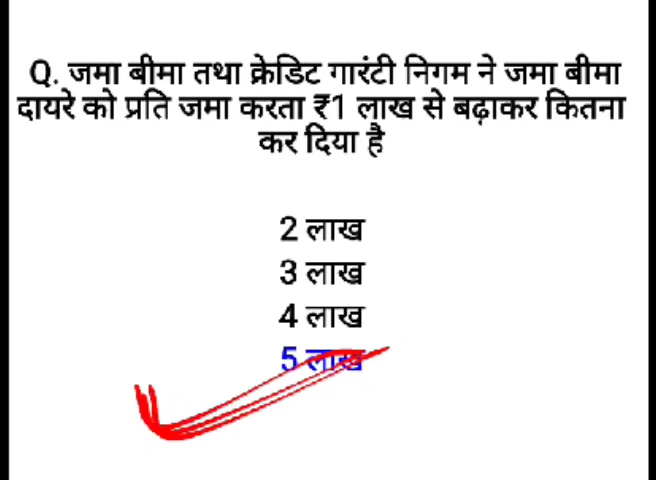 Q. जमा बीमा तथा क्रेडिट गारंटी निगम ने जमा बीमा
दायरे को प्रति जमा करता ₹1 लाख से बढ़ाकर कितना
कर दिया है
2 लाख
3 लाख
4 लाख
5 लाख